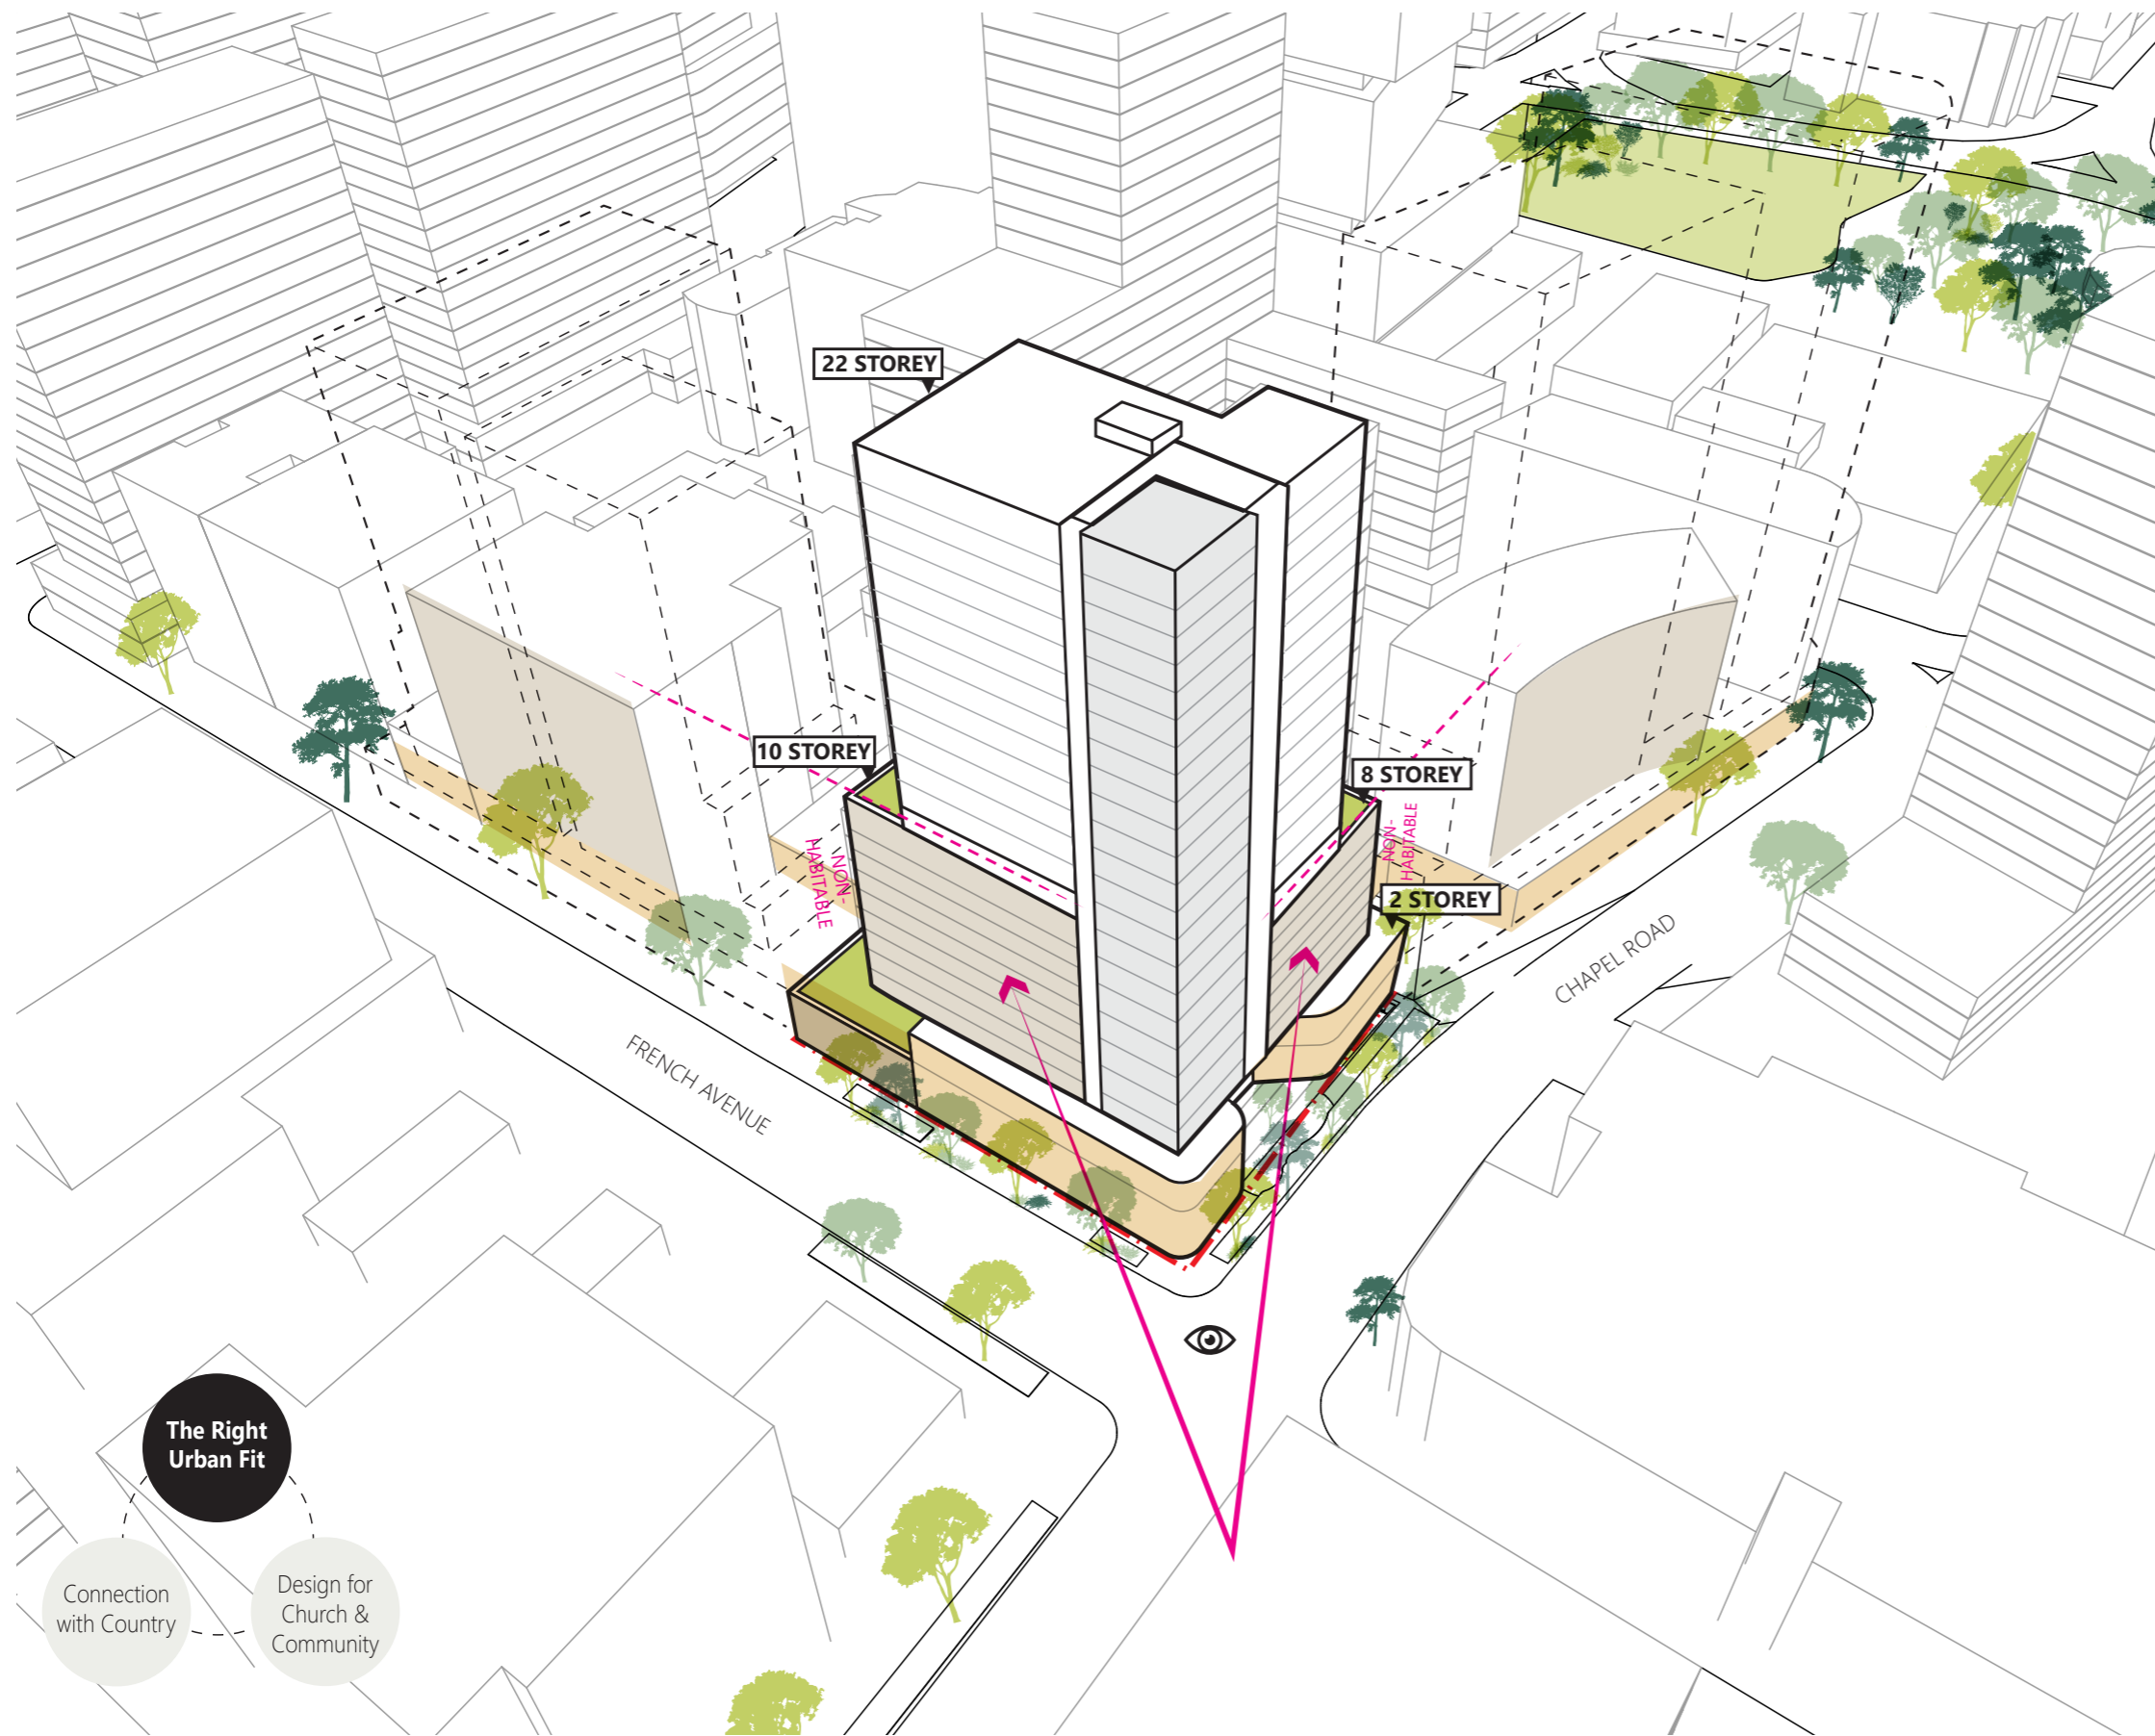 22 STOREY
10 STOREY
8 STOREY
NON-
HABITABLE
NON-
HABITABLE
2 STOREY
CHAPEL ROAD
FRENCH AVENUE
The Right
Urban Fit
Connection
with Country
Design for
Church &
Community